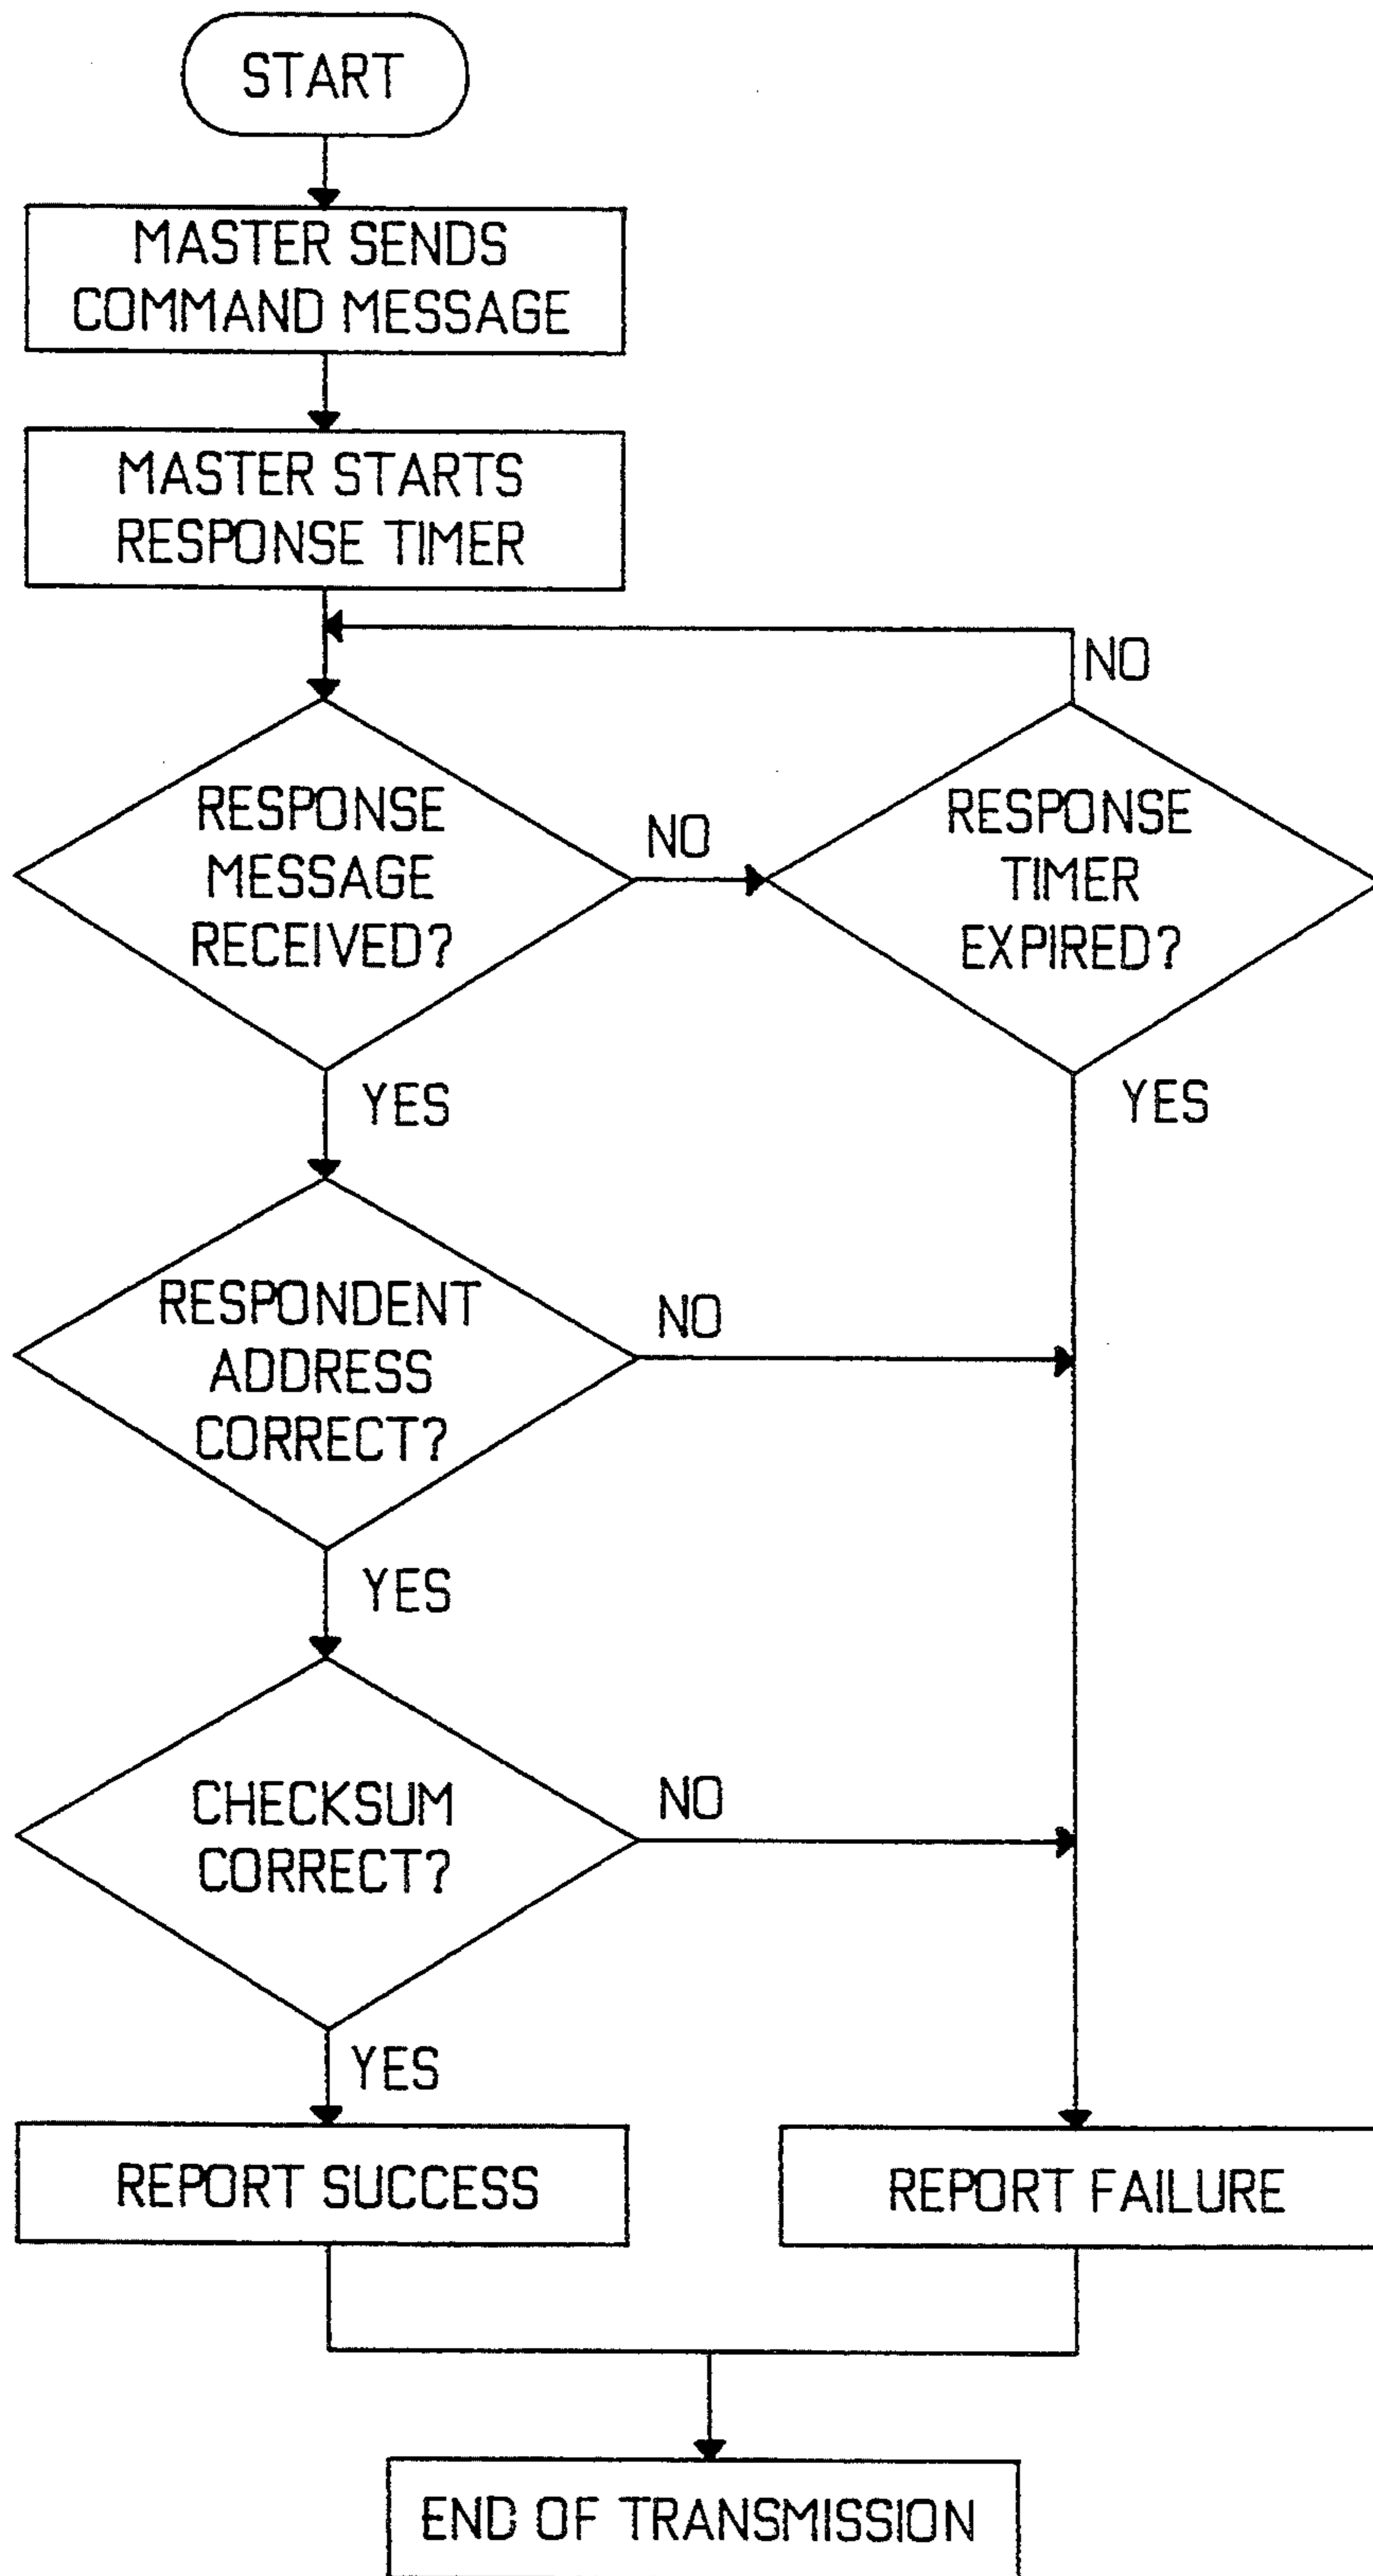 START
MASTER SENDS
COMMAND MESSAGE
MASTER STARTS
RESPONSE TIMER
NO
RESPONSE
MESSAGE
RECEIVED?
NO
RESPONSE
TIMER
EXPIRED?
YES
YES
RESPONDENT
ADDRESS
CORRECT?
NO
YES
CHECKSUM
CORRECT?
NO
YES
REPORT SUCCESS
REPORT FAILURE
END OF TRANSMISSION